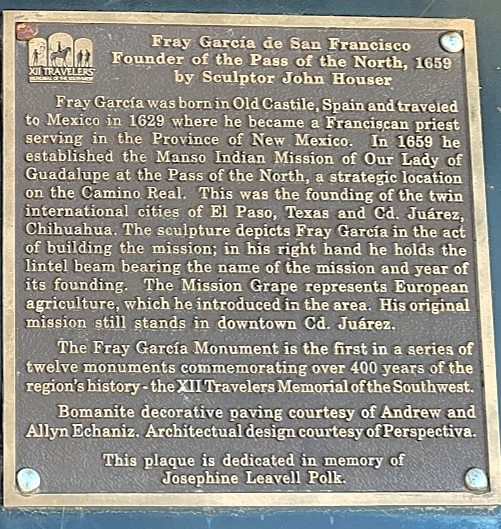 Fray García de San Francisco
Founder of the Pass of the North, 1659
by Sculptor John Houser
XII TRAVELERS
MEMORIAL OF THE SOUTHWEST
Fray García was born in Old Castile, Spain and traveled
to Mexico in 1629 where he became a Franciscan priest
serving in the Province of New Mexico. In 1659 he
established the Manso Indian Mission of Our Lady of
Guadalupe at the Pass of the North, a strategic location
on the Camino Real. This was the founding of the twin
international cities of El Paso, Texas and Cd. Juárez,
Chihuahua. The sculpture depicts Fray García in the act
of building the mission; in his right hand he holds the
lintel beam bearing the name of the mission and year of
its founding. The Mission Grape represents European
agriculture, which he introduced in the area. His original
mission still stands in downtown Cd. Juárez.
The Fray García Monument is the first in a series of
twelve monuments commemorating over 400 years of the
region's history - the XII Travelers Memorial of the Southwest.
Bomanite decorative paving courtesy of Andrew and
Allyn Echaniz. Architectual design courtesy of Perspectiva.
This plaque is dedicated in memory of
Josephine Leavell Polk.